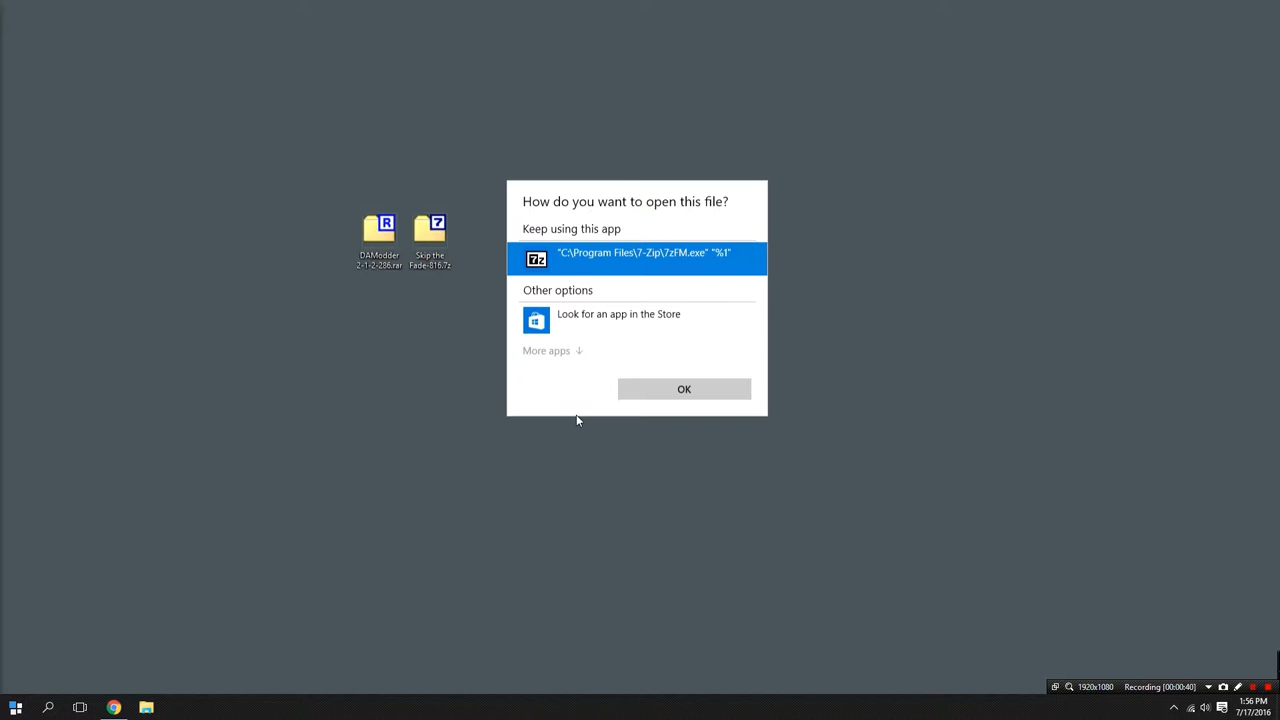 How do you want to open this file?
Keep using this app
7z
"C:\Program Files\7-Zip\7zFM.exe" "%1"
Other options
Look for an app in the Store
More apps
OK
R
DAModder
2-1-2-286.rar
7
Skip the
Fade-816.7z
1920x1080
Recording [00:00:40]
1:56 PM
7/17/2016